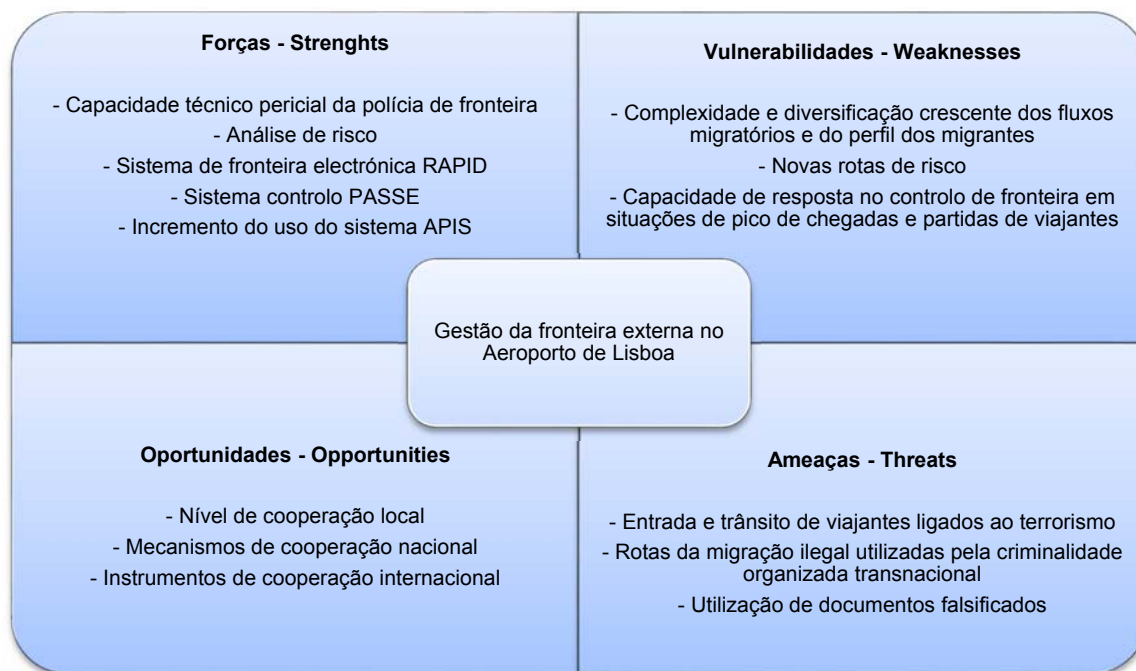 Forças - Strenghts
- Capacidade técnico pericial da polícia de fronteira
- Análise de risco
- Sistema de fronteira electrónica RAPID
- Sistema controlo PASSE
- Incremento do uso do sistema APIS
Vulnerabilidades - Weaknesses
- Complexidade e diversificação crescente dos fluxos
migratórios e do perfil dos migrantes
- Novas rotas de risco
- Capacidade de resposta no controlo de fronteira em
situações de pico de chegadas e partidas de viajantes
Gestão da fronteira externa no
Aeroporto de Lisboa
Oportunidades - Opportunities
- Nível de cooperação local
- Mecanismos de cooperação nacional
- Instrumentos de cooperação internacional
Ameaças - Threats
- Entrada e trânsito de viajantes ligados ao terrorismo
- Rotas da migração ilegal utilizadas pela criminalidade
organizada transnacional
- Utilização de documentos falsificados